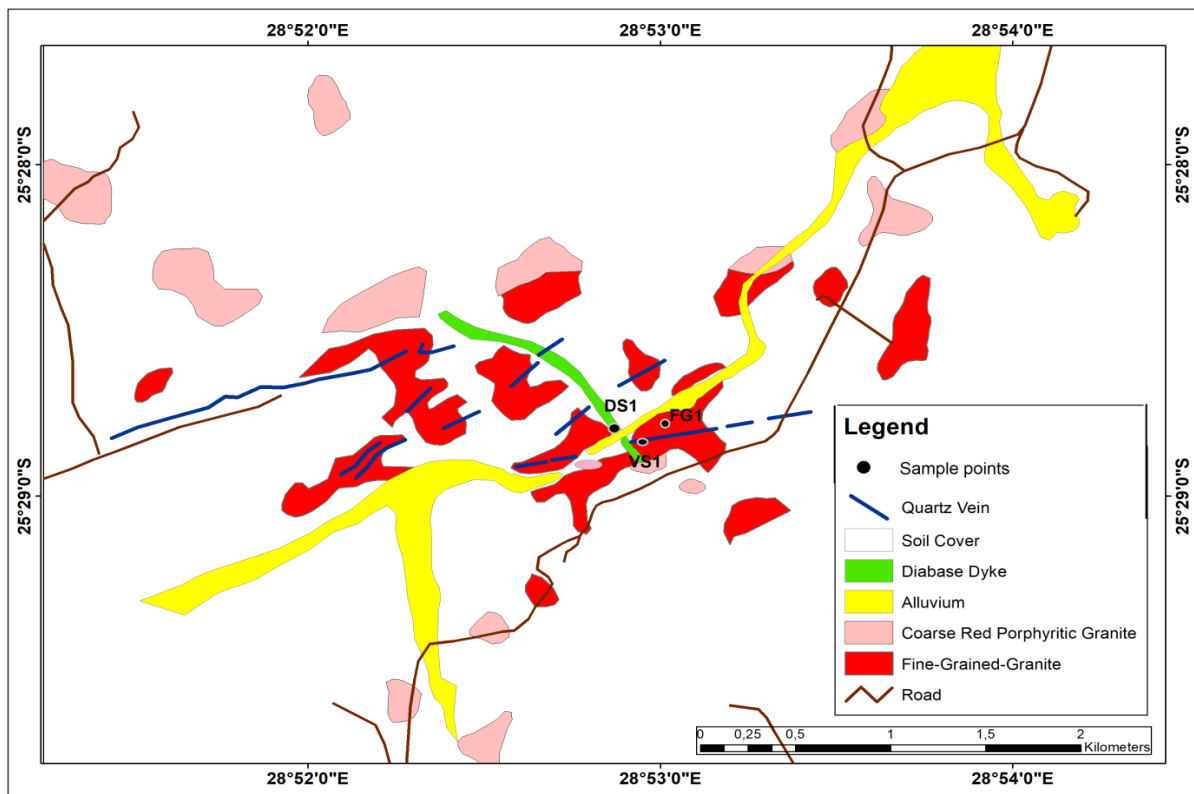 28°52'0"E 28°53'0"E 28°54'0"E
25°28'0"S 25°28'0"S
DS1
FG1
VS1
25°29'0"S 25°29'0"S
Legend
Sample points
Quartz Vein
Soil Cover
Diabase Dyke
Alluvium
Coarse Red Porphyritic Granite
Fine-Grained-Granite
Road
0 0,25 0,5 1 1,5 2
Kilometers
28°52'0"E 28°53'0"E 28°54'0"E